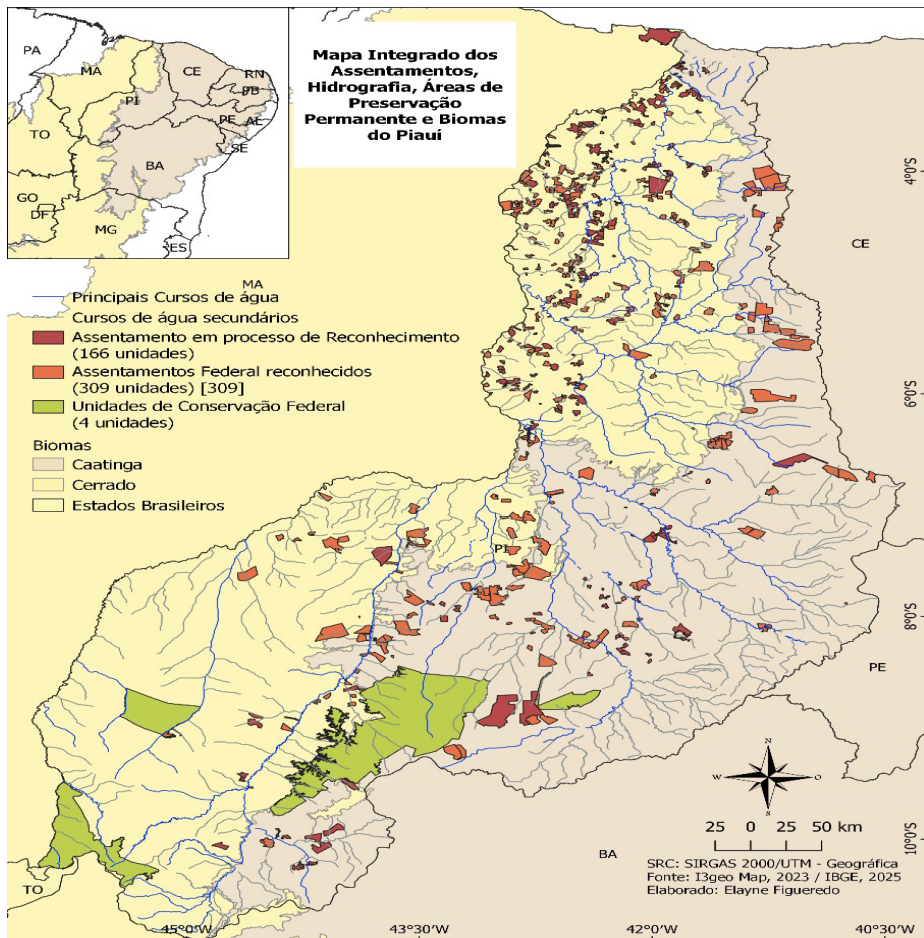 PA
MA
CE
RN
PB
PI
PE
AL
TO
SE
BA
GO
DF
MG
ES
Mapa Integrado dos
Assentamentos,
Hidrografia, Áreas de
Preservação
Permanente e Biomas
do Piauí
4°S
CE
MA
Principais Cursos de água
Cursos de água secundários
Assentamento em processo de Reconhecimento
(166 unidades)
Assentamentos Federal reconhecidos
(309 unidades) [309]
Unidades de Conservação Federal
(4 unidades)
Biomas
Caatinga
Cerrado
Estados Brasileiros
6°S
PI
8°S
PE
N
W
O
S
25 0 25 50 km
10°S
BA
SRC: SIRGAS 2000/UTM - Geográfica
Fonte: I3geo Map, 2023 / IBGE, 2025
Elaborado: Elayne Figueredo
TO
45°0 O
43°30 O
42°0 O
40°30 O